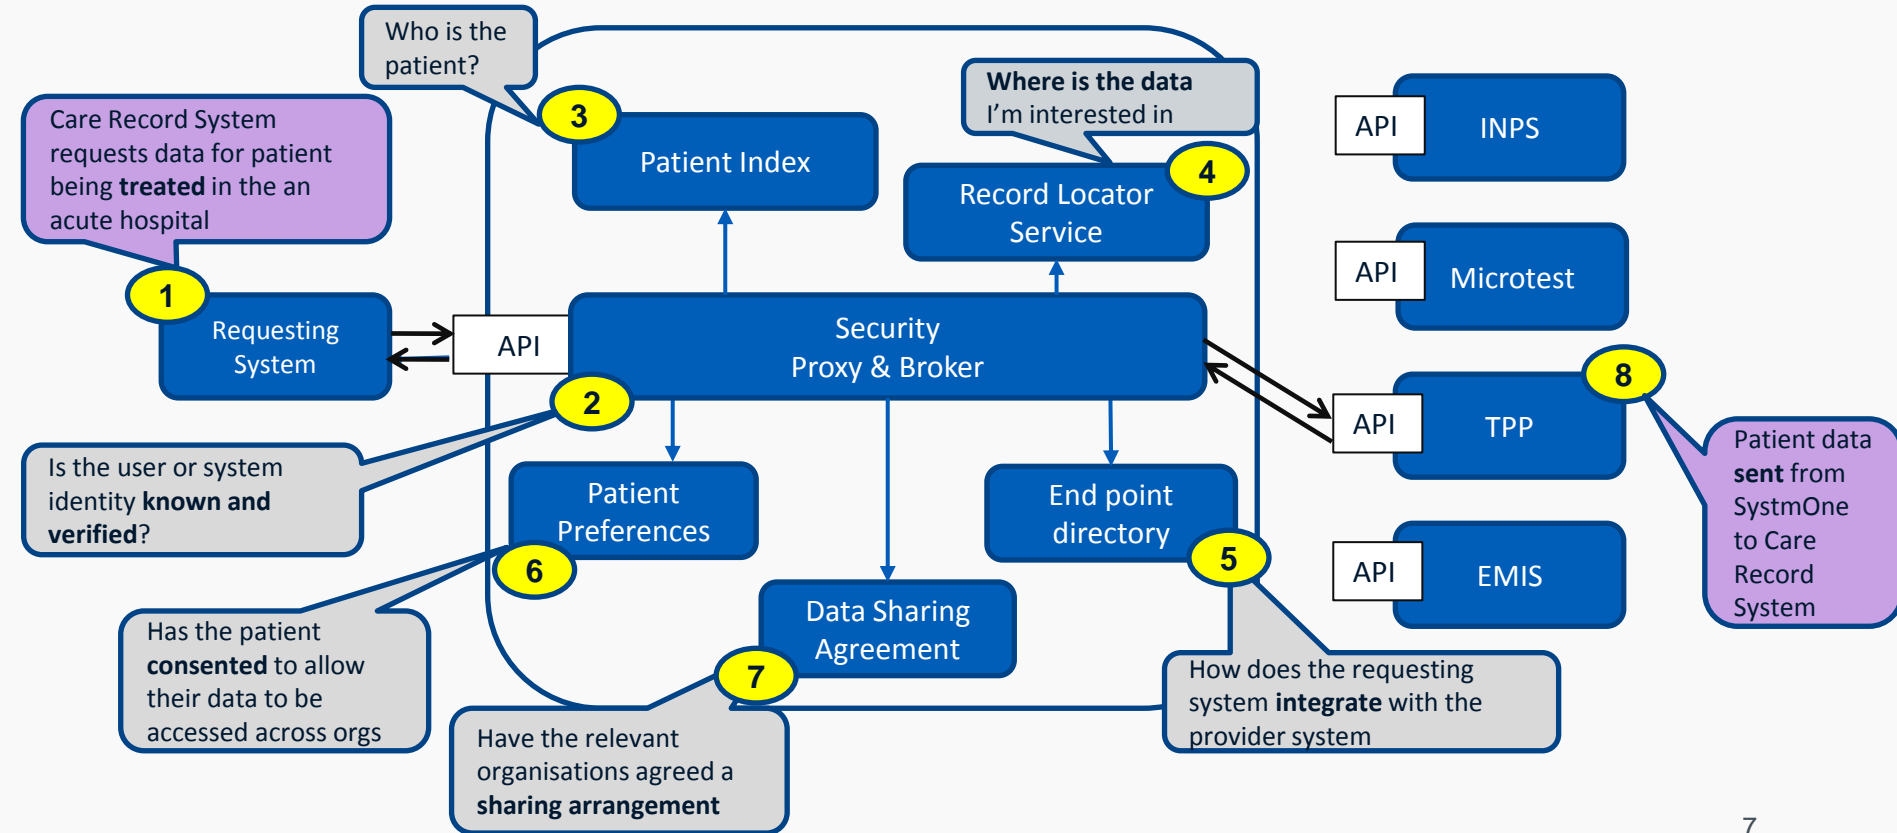 Who is the
patient?
3
Patient Index
Where is the data
I'm interested in
4
Record Locator
Service
Care Record System
requests data for patient
being treated in the an
acute hospital
1
Requesting
System
API
Security
Proxy & Broker
2
Is the user or system
identity known and
verified?
Patient
Preferences
6
Has the patient
consented to allow
their data to be
accessed across orgs
Data Sharing
Agreement
7
Have the relevant
organisations agreed a
sharing arrangement
End point
directory
5
How does the requesting
system integrate with the
provider system
API
INPS
API
Microtest
API
TPP
8
Patient data
sent from
SystmOne
to Care
Record
System
API
EMIS
7